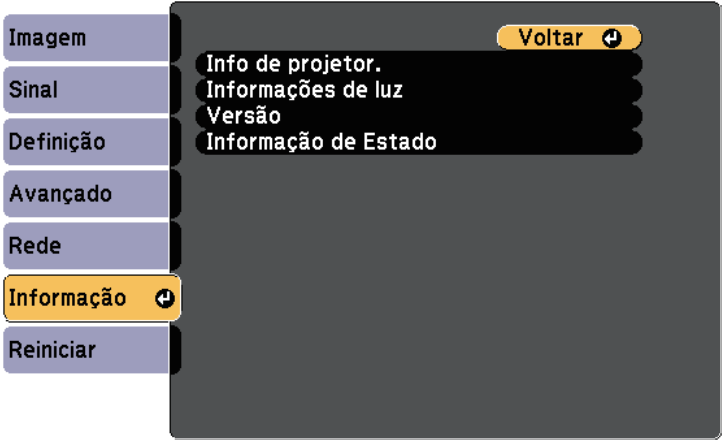 Imagem
Sinal
Definição
Avançado
Rede
Informação
Reiniciar
Voltar
Info de projetor.
Informações de luz
Versão
Informação de Estado